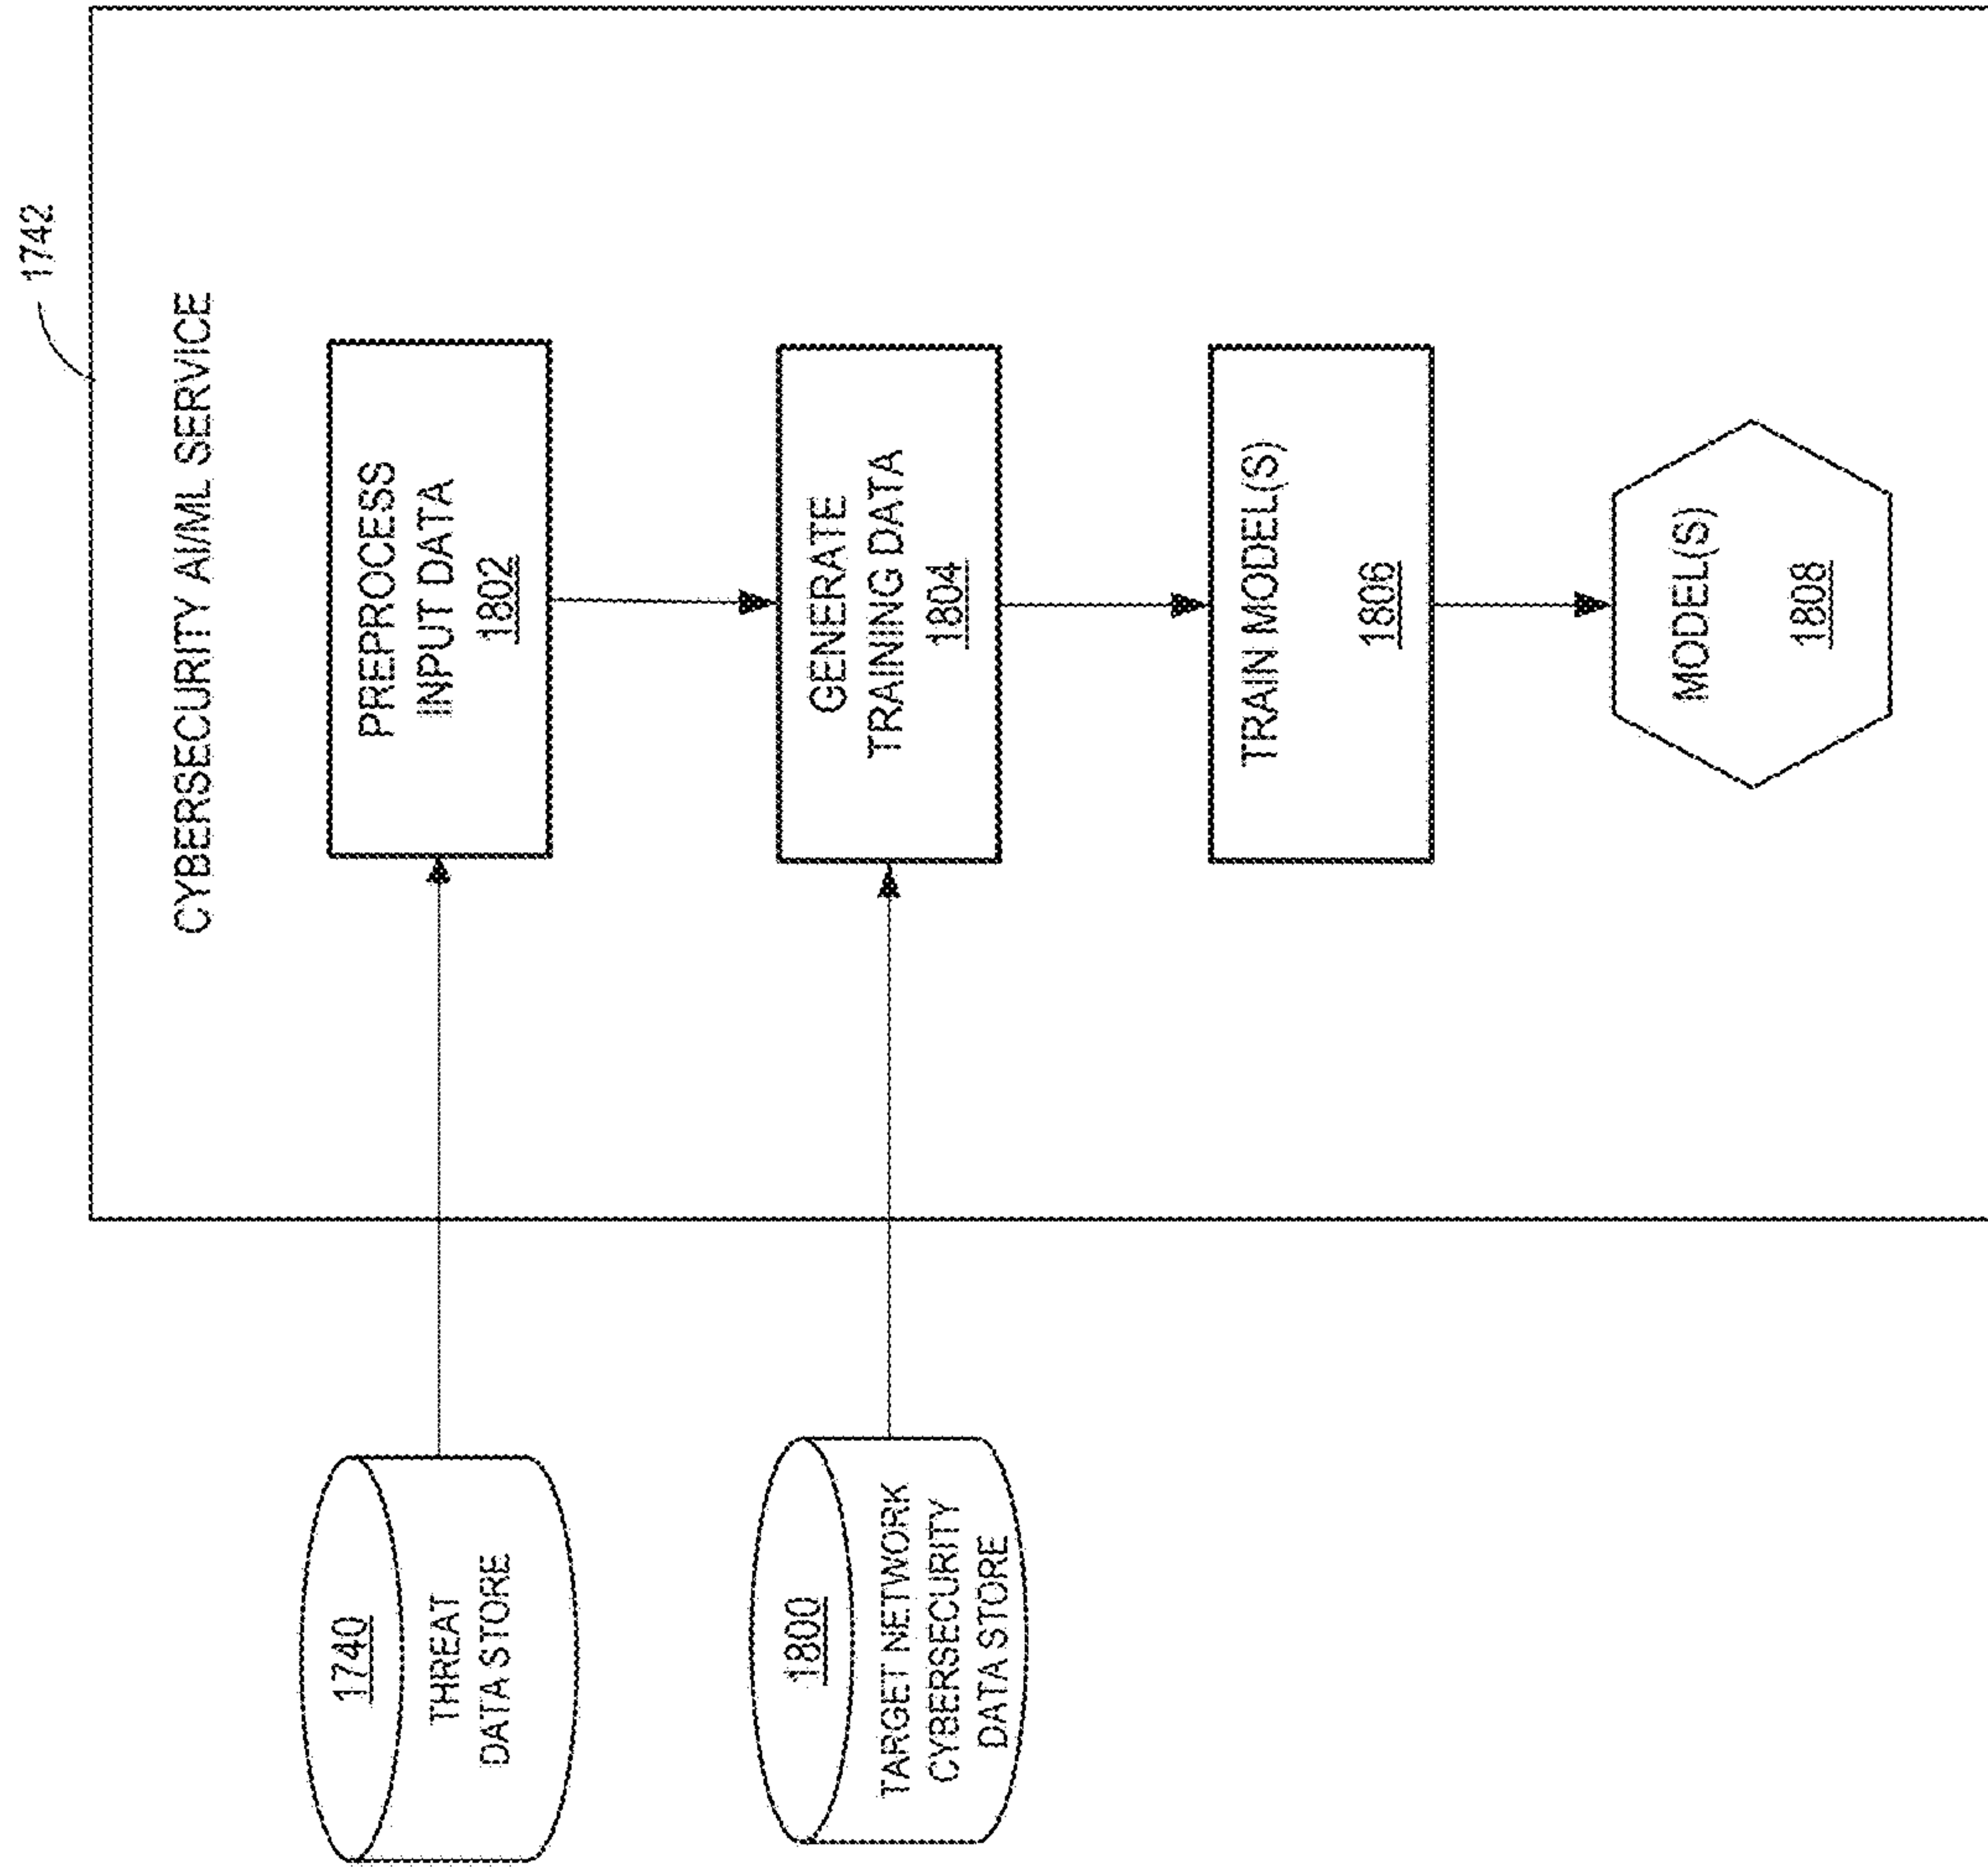 1742
CYBERSECURITY AI/ML SERVICE
1740
THREAT
DATA STORE
PREPROCESS
INPUT DATA
1802
1800
TARGET NETWORK
CYBERSECURITY
DATA STORE
GENERATE
TRAINING DATA
1804
TRAIN MODEL(S)
1806
MODEL(S)
1808